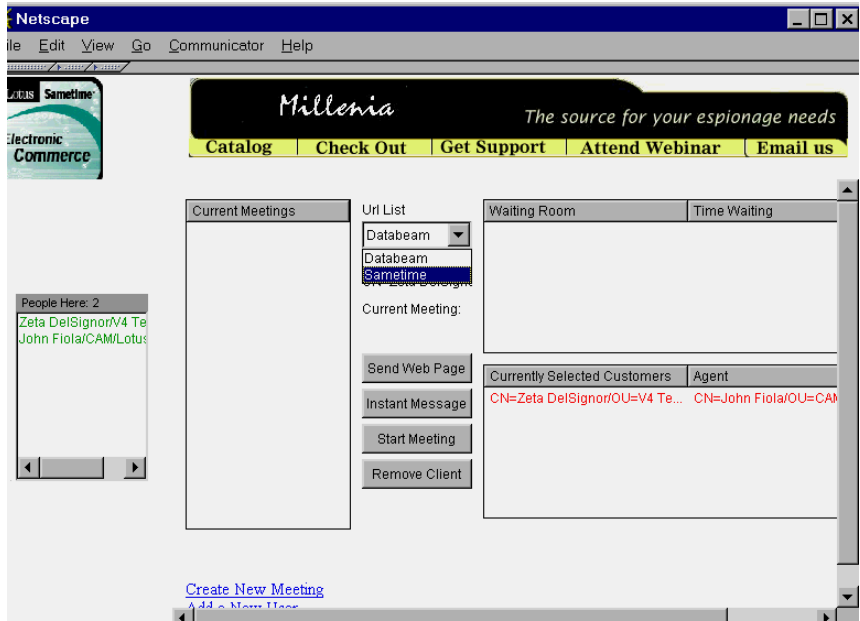 Netscape
ile Edit View Go Communicator Help
Lotus Sametime
Electronic
Commerce
Millenia
The source for your espionage needs
Catalog Check Out Get Support Attend Webinar Email us
Current Meetings
Url List
Databeam
Databeam
Sametime
Current Meeting:
Send Web Page
Instant Message
Start Meeting
Remove Client
Waiting Room Time Waiting
Currently Selected Customers Agent
CN=Zeta DelSignor/OU=V4 Te... CN=John Fiola/OU=CAM
People Here: 2
Zeta DelSignor/V4 Te
John Fiola/CAM/Lotus
Create New Meeting
Add a New User